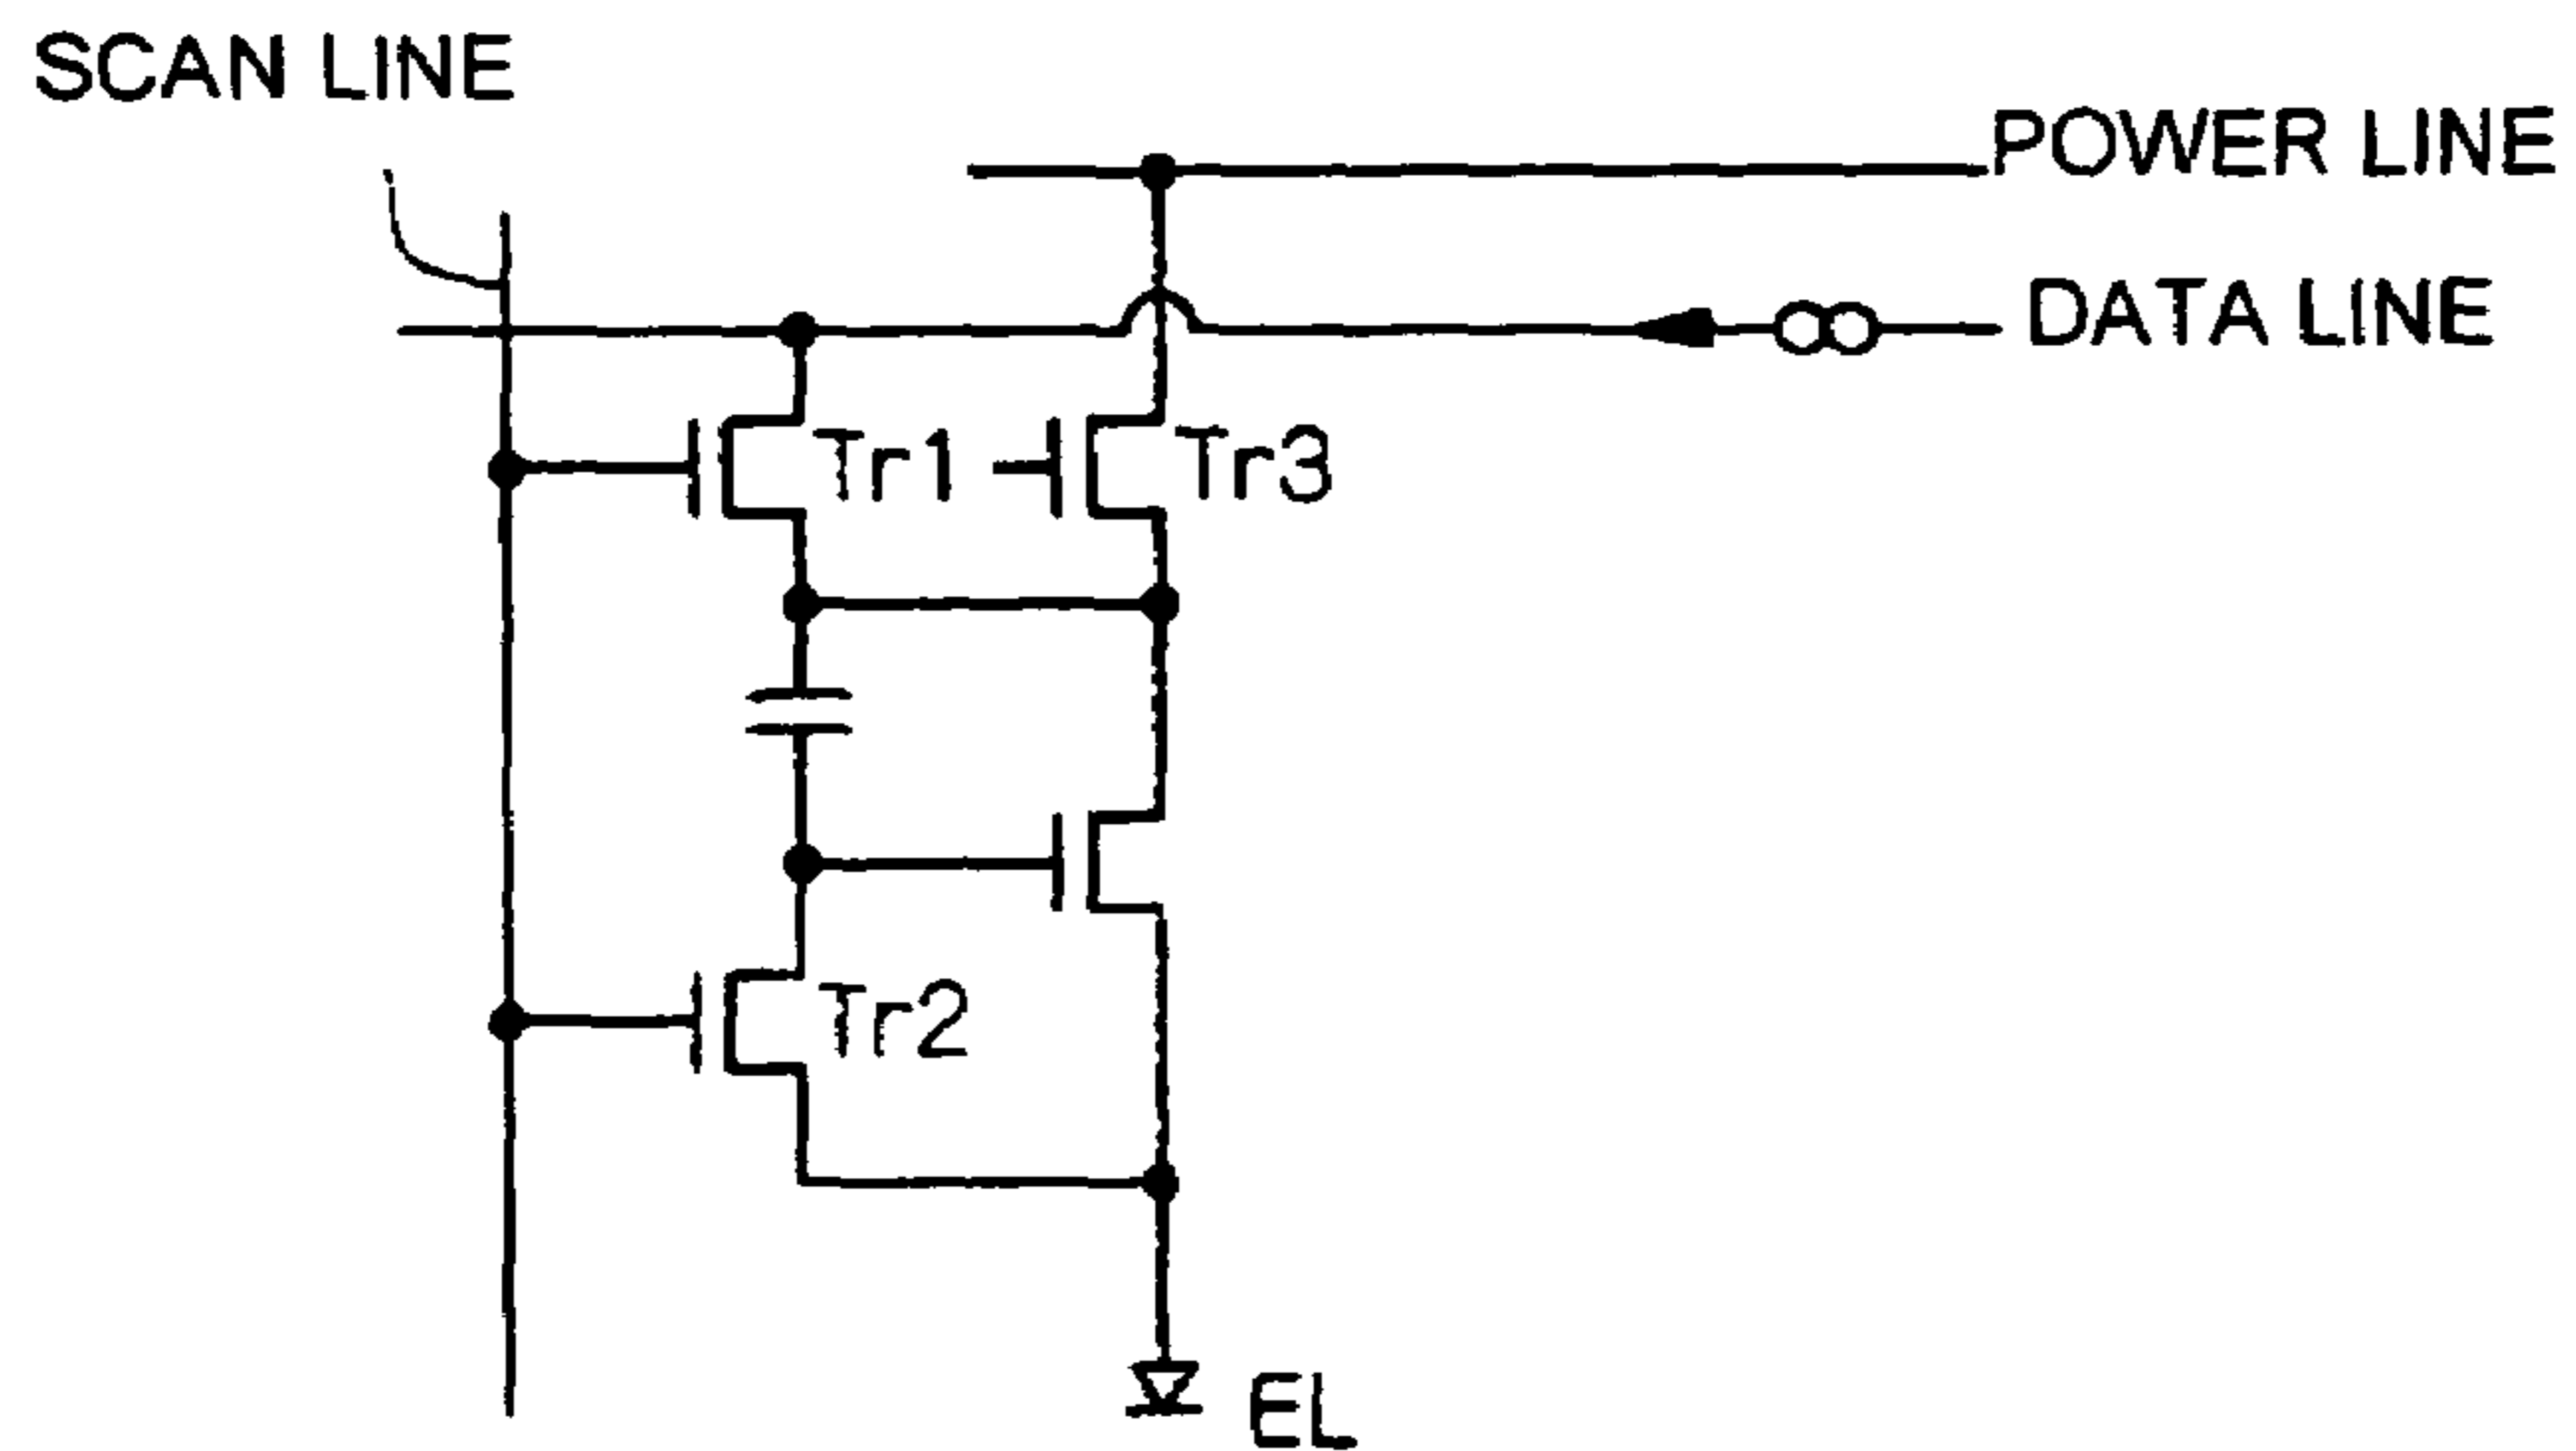 SCAN LINE
POWER LINE
DATA LINE
Tr1
Tr3
Tr2
EL